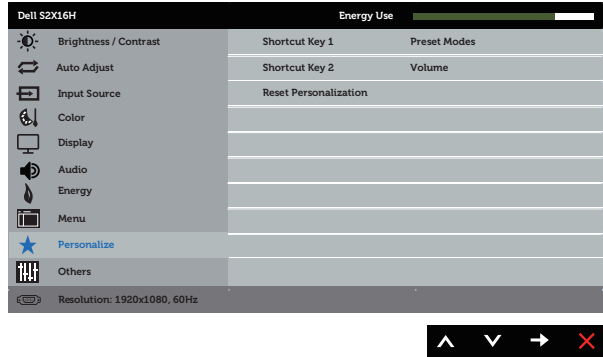 Dell S2X16H Energy Use
Brightness / Contrast Shortcut Key 1 Preset Modes
Auto Adjust Shortcut Key 2 Volume
Input Source Reset Personalization
Color
Display
Audio
Energy
Menu
Personalize
Others
Resolution: 1920x1080, 60Hz